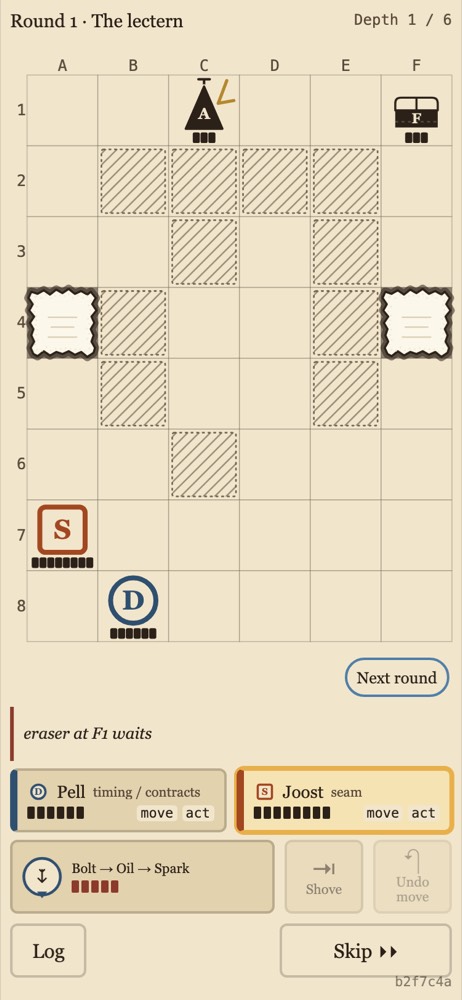 Round 1 · The lectern
Depth 1 / 6
A B C D E F
1
A
F
2
3
4
5
6
7
S
8
D
Next round
eraser at F1 waits
D Pell timing / contracts
move act
S Joost seam
move act
Bolt → Oil → Spark
Shove
Undo
move
Log
Skip
b2f7c4a